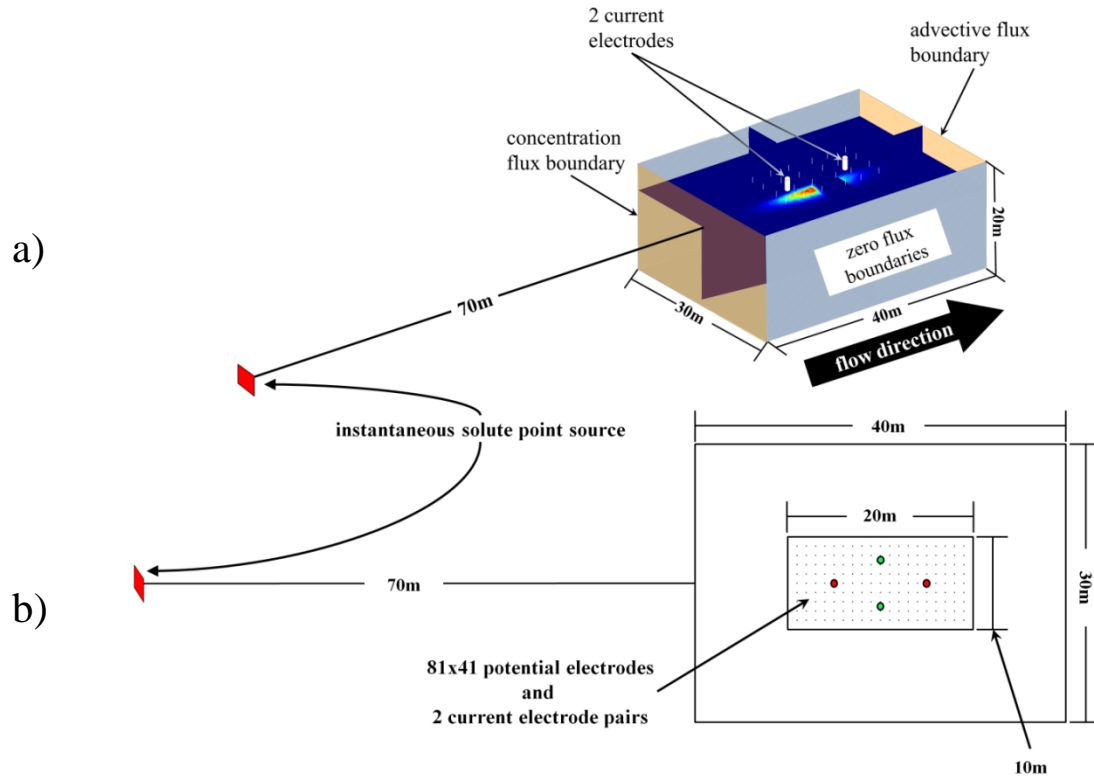 2 current
electrodes
advective flux
boundary
concentration
flux boundary
a)
zero flux
boundaries
20m
70m
30m
40m
flow direction
instantaneous solute point source
40m
20m
70m
30m
b)
81x41 potential electrodes
and
2 current electrode pairs
10m